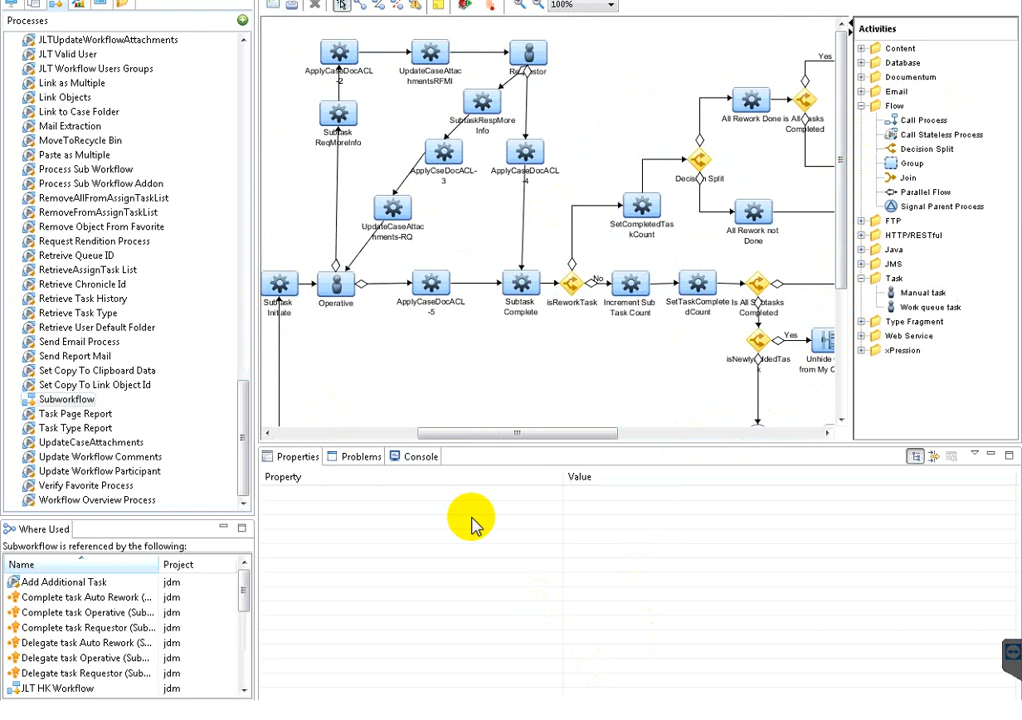 100%
Processes
JLTUpdateWorkflowAttachments
JLT Valid User
JLT Workflow Users Groups
Link as Multiple
Link Objects
Link to Case Folder
Mail Extraction
MoveToRecycle Bin
Paste as Multiple
Process Sub Workflow
Process Sub Workflow Addon
RemoveAllFromAssignTaskList
RemoveFromAssignTaskList
Remove Object From Favorite
Request Rendition Process
Retrieve Queue ID
RetrieveAssignTask List
Retrieve Chronicle Id
Retrieve Task History
Retrieve Task Type
Retrieve User Default Folder
Send Email Process
Send Report Mail
Set Copy To Clipboard Data
Set Copy To Link Object Id
Subworkflow
Task Page Report
Task Type Report
UpdateCaseAttachments
Update Workflow Comments
Update Workflow Participant
Verify Favorite Process
Workflow Overview Process
Where Used
Subworkflow is referenced by the following:
Name Project
Add Additional Task jdm
Complete task Auto Rework (... jdm
Complete task Operative (Sub... jdm
Complete task Requestor (Sub... jdm
Delegate task Auto Rework (S... jdm
Delegate task Operative (Sub... jdm
Delegate task Requestor (Sub... jdm
JLT HK Workflow jdm
ApplyCaseDocACL
-2
UpdateCaseAttac
hmentsRFMI
Subtask
ReqMoreInfo
SubtaskRespMore
Info
ApplyCseDocACL-
3
ApplyCaseDocACL
-4
UpdateCaseAttac
hments-RQ
Subtask
Initiate
Operative
ApplyCaseDocACL
-5
Subtask
Complete
isReworkTask
No
Increment Sub
Task Count
SetTaskComplete
dCount
Is All Subtasks
Completed
Yes
Unhide
from My C
SetCompletedTas
kCount
Decision Split
All Rework Done
All Rework not
Done
Yes
Completed
Activities
Content
Database
Documentum
Email
Flow
Call Process
Call Stateless Process
Decision Split
Group
Join
Parallel Flow
Signal Parent Process
FTP
HTTP/RESTful
Java
JMS
Task
Manual task
Work queue task
Type Fragment
Web Service
xPression
Properties Problems Console
Property Value